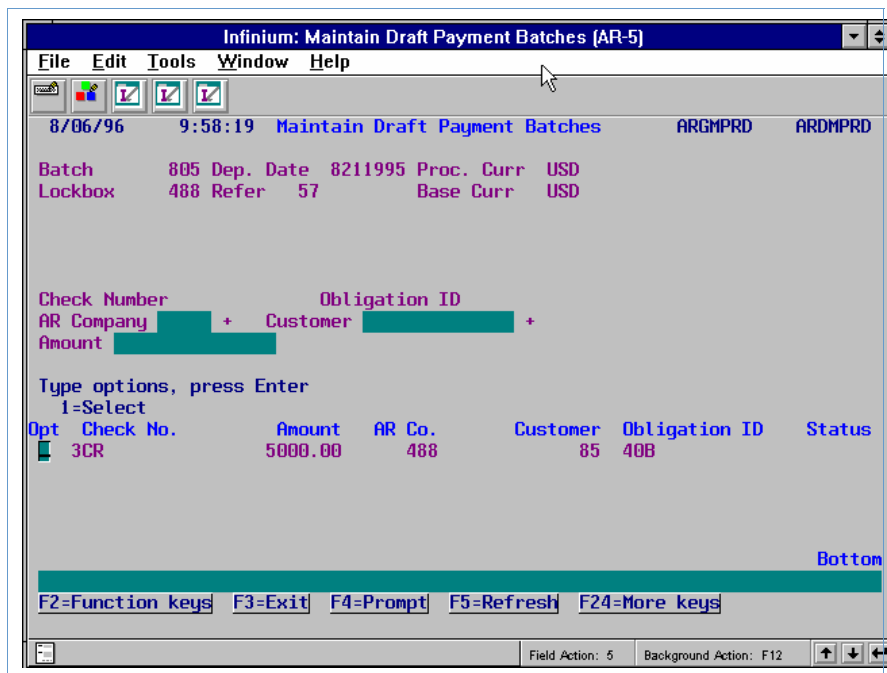 Infinium: Maintain Draft Payment Batches (AR-5)
File Edit Tools Window Help
8/06/96 9:58:19 Maintain Draft Payment Batches ARGMPRD ARDMPRD
Batch 805 Dep. Date 8211995 Proc. Curr USD
Lockbox 488 Refer 57 Base Curr USD
Check Number Obligation ID
AR Company + Customer +
Amount
Type options, press Enter
1=Select
Opt Check No. Amount AR Co. Customer Obligation ID Status
_ 3CR 5000.00 488 85 40B
Bottom
F2=Function keys F3=Exit F4=Prompt F5=Refresh F24=More keys
Field Action: 5 Background Action: F12